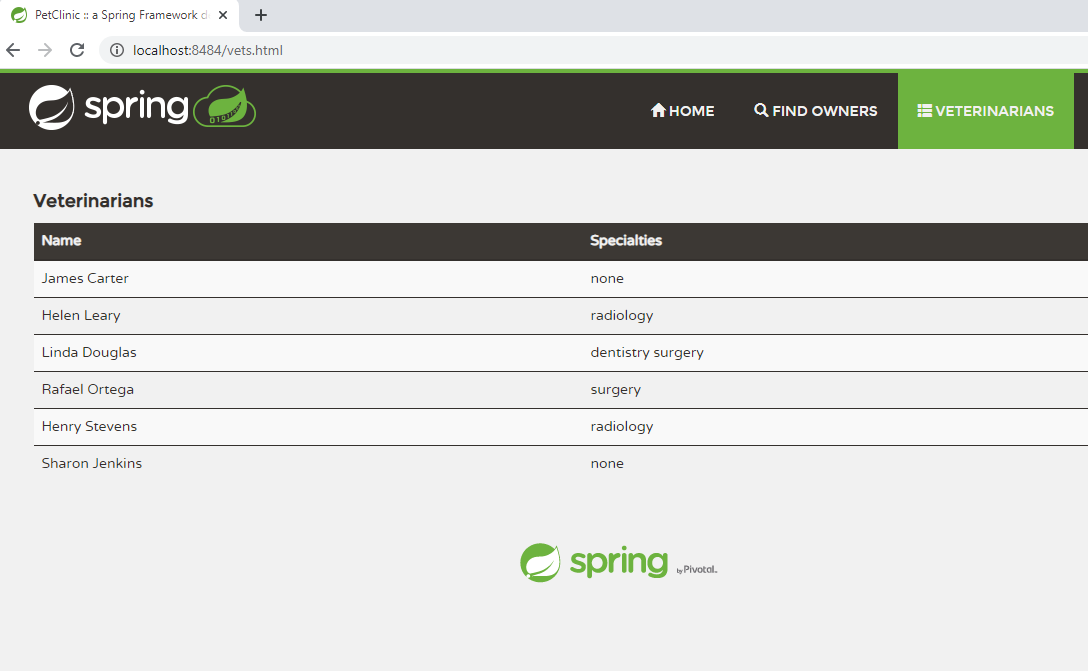 PetClinic :: a Spring Framework d
localhost:8484/vets.html
spring
HOME FIND OWNERS VETERINARIANS
Veterinarians
Name Specialties
James Carter none
Helen Leary radiology
Linda Douglas dentistry surgery
Rafael Ortega surgery
Henry Stevens radiology
Sharon Jenkins none
spring by Pivotal